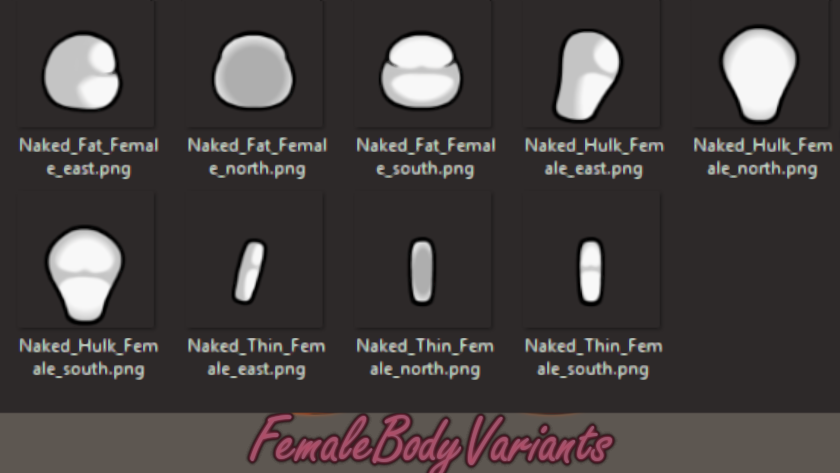 Naked_Fat_Femal
e_east.png
Naked_Fat_Femal
e_north.png
Naked_Fat_Femal
e_south.png
Naked_Hulk_Fem
ale_east.png
Naked_Hulk_Fem
ale_north.png
Naked_Hulk_Fem
ale_south.png
Naked_Thin_Fem
ale_east.png
Naked_Thin_Fem
ale_north.png
Naked_Thin_Fem
ale_south.png
FemaleBodyVariants